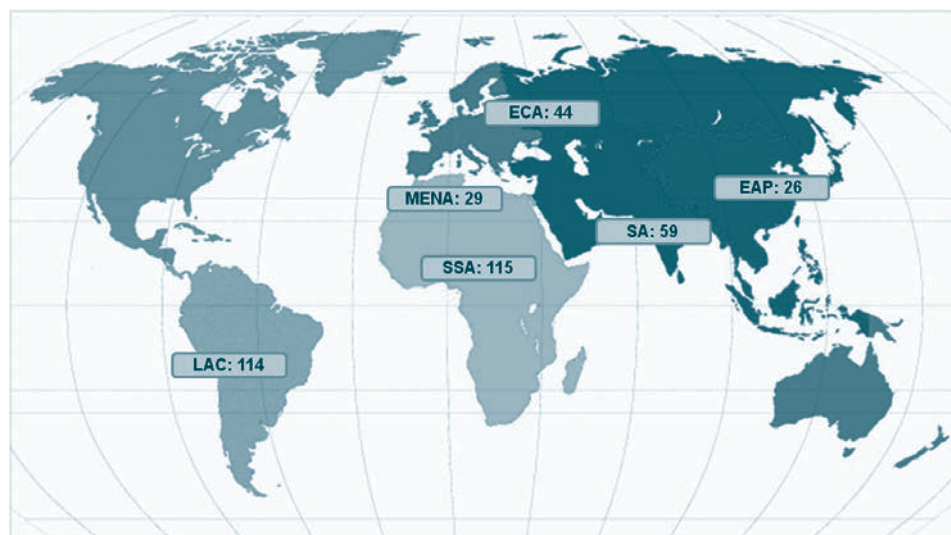 ECA: 44
EAP: 26
MENA: 29
SA: 59
SSA: 115
LAC: 114